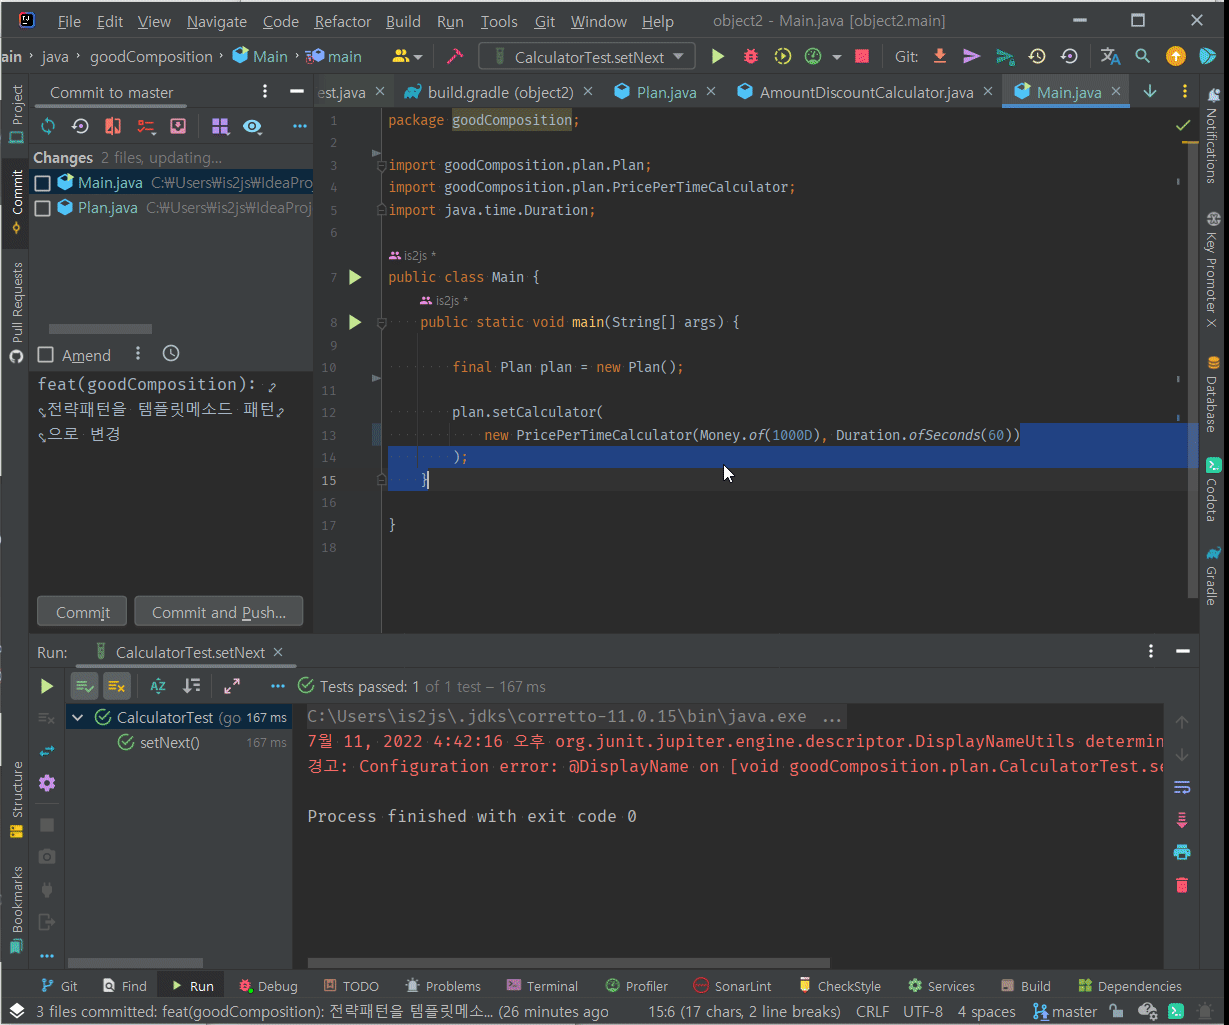 File Edit View Navigate Code Refactor Build Run Tools Git Window Help object2 - Main.java [object2.main]
ain java goodComposition Main main CalculatorTest.setNext Git:
Project
Commit
Pull Requests
Structure
Bookmarks
Commit to master
Changes 2 files, updating...
Main.java C:₩Users₩is2js₩IdeaProj
Plan.java C:₩Users₩is2js₩IdeaProj
Amend
feat(goodComposition):
전략패턴을 템플릿메소드 패턴
으로 변경
Commit Commit and Push...
est.java build.gradle (object2) Plan.java AmountDiscountCalculator.java Main.java
1 package goodComposition;
2
3 import goodComposition.plan.Plan;
4 import goodComposition.plan.PricePerTimeCalculator;
5 import java.time.Duration;
6
is2js *
7 public class Main {
is2js *
8 public static void main(String[] args) {
9
10 final Plan plan = new Plan();
11
12 plan.setCalculator(
13 new PricePerTimeCalculator(Money.of(1000D), Duration.ofSeconds(60))
14 );
15 }
16
17 }
18
Notifications
Key Promoter X
Database
Codota
Gradle
Run: CalculatorTest.setNext
Tests passed: 1 of 1 test – 167 ms
CalculatorTest (go 167 ms
setNext() 167 ms
C:\Users\is2js\.jdks\corretto-11.0.15\bin\java.exe ...
7월 11, 2022 4:42:16 오후 org.junit.jupiter.engine.descriptor.DisplayNameUtils determin
경고: Configuration error: @DisplayName on [void goodComposition.plan.CalculatorTest.se
Process finished with exit code 0
Git Find Run Debug TODO Problems Terminal Profiler SonarLint CheckStyle Services Build Dependencies
3 files committed: feat(goodComposition): 전략패턴을 템플릿메소... (26 minutes ago 15:6 (17 chars, 2 line breaks) CRLF UTF-8 4 spaces master